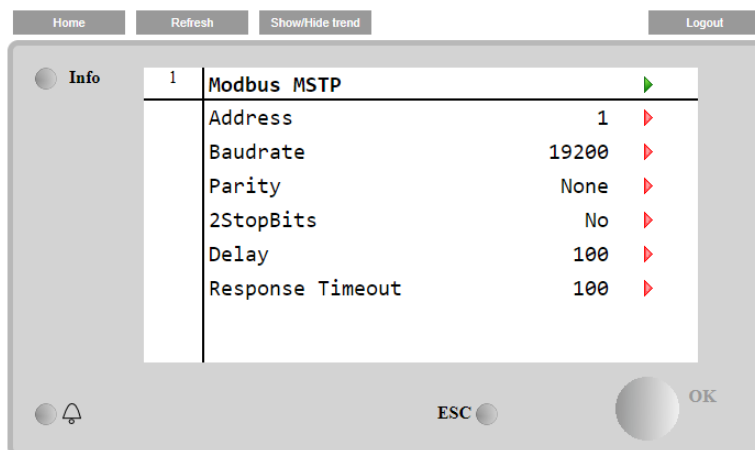 Home Refresh Show/Hide trend Logout
Info
1 Modbus MSTP
Address 1
Baudrate 19200
Parity None
2StopBits No
Delay 100
Response Timeout 100
OK
ESC